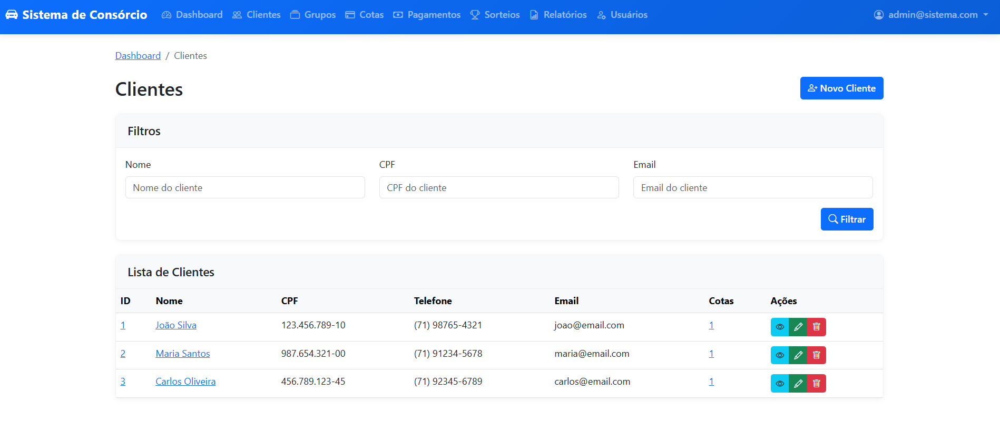 Sistema de Consórcio Dashboard Clientes Grupos Cotas Pagamentos Sorteios Relatórios Usuários admin@sistema.com
Dashboard / Clientes
Clientes
Novo Cliente
Filtros
Nome CPF Email
Nome do cliente CPF do cliente Email do cliente
Filtrar
Lista de Clientes
ID Nome CPF Telefone Email Cotas Ações
1 João Silva 123.456.789-10 (71) 98765-4321 joao@email.com 1
2 Maria Santos 987.654.321-00 (71) 91234-5678 maria@email.com 1
3 Carlos Oliveira 456.789.123-45 (71) 92345-6789 carlos@email.com 1